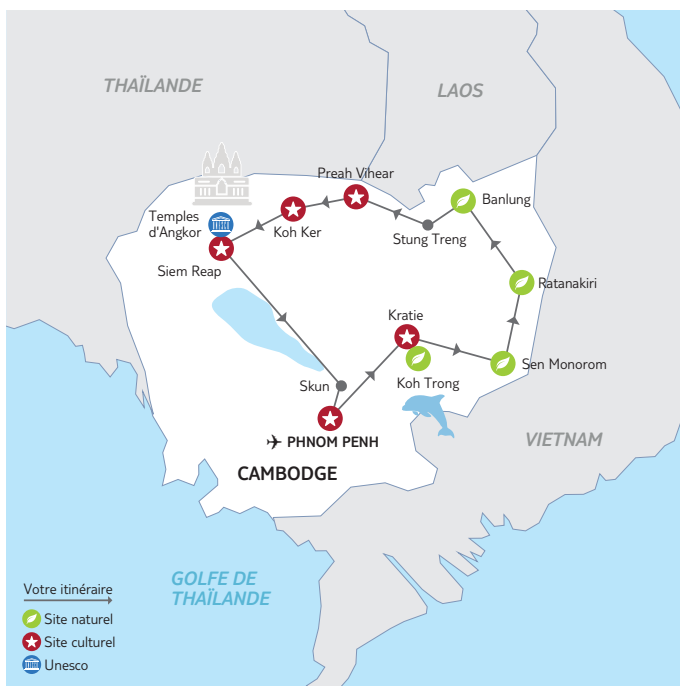 THAÏLANDE
LAOS
Preah Vihear
Banlung
Temples
d'Angkor
Koh Ker
Stung Treng
Siem Reap
Ratanakiri
Kratie
Sen Monorom
Skun
Koh Trong
PHNOM PENH
VIETNAM
CAMBODGE
GOLFE DE
THAÏLANDE
Votre itinéraire
Site naturel
Site culturel
Unesco